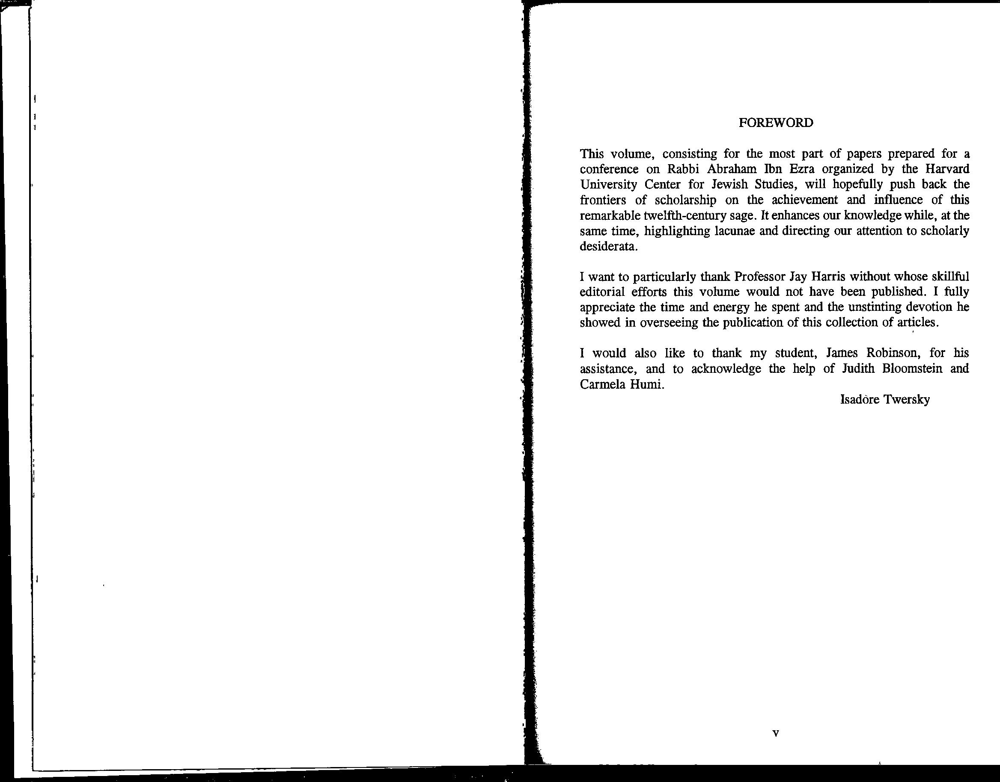 FOREWORD
This volume, consisting for the most part of papers prepared for a
conference on Rabbi Abraham Ibn Ezra organized by the Harvard
University Center for Jewish Studies, will hopefully push back the
frontiers of scholarship on the achievement and influence of this
remarkable twelfth-century sage. It enhances our knowledge while, at the
same time, highlighting lacunae and directing our attention to scholarly
desiderata.
I want to particularly thank Professor Jay Harris without whose skillful
editorial efforts this volume would not have been published. I fully
appreciate the time and energy he spent and the unstinting devotion he
showed in overseeing the publication of this collection of articles.
I would also like to thank my student, James Robinson, for his
assistance, and to acknowledge the help of Judith Bloomstein and
Carmela Humi.
Isadore Twersky
v